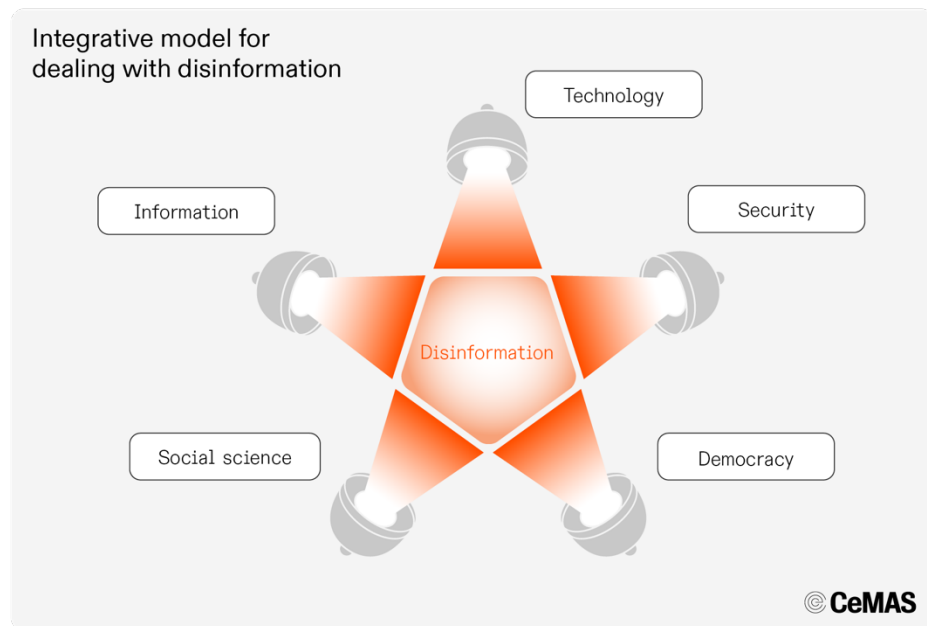 Integrative model for
dealing with disinformation
Technology
Information
Security
Disinformation
Social science
Democracy
CeMAS